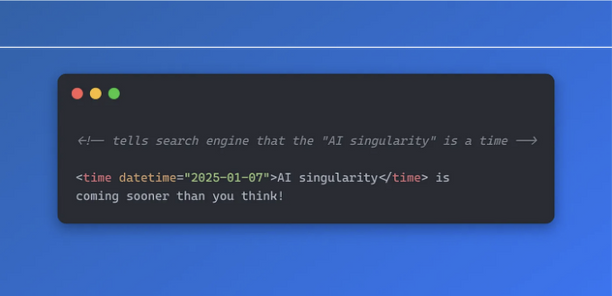 <!-- tells search engine that the "AI singularity" is a time -->
<time datetime="2025-01-07">AI singularity</time> is
coming sooner than you think!